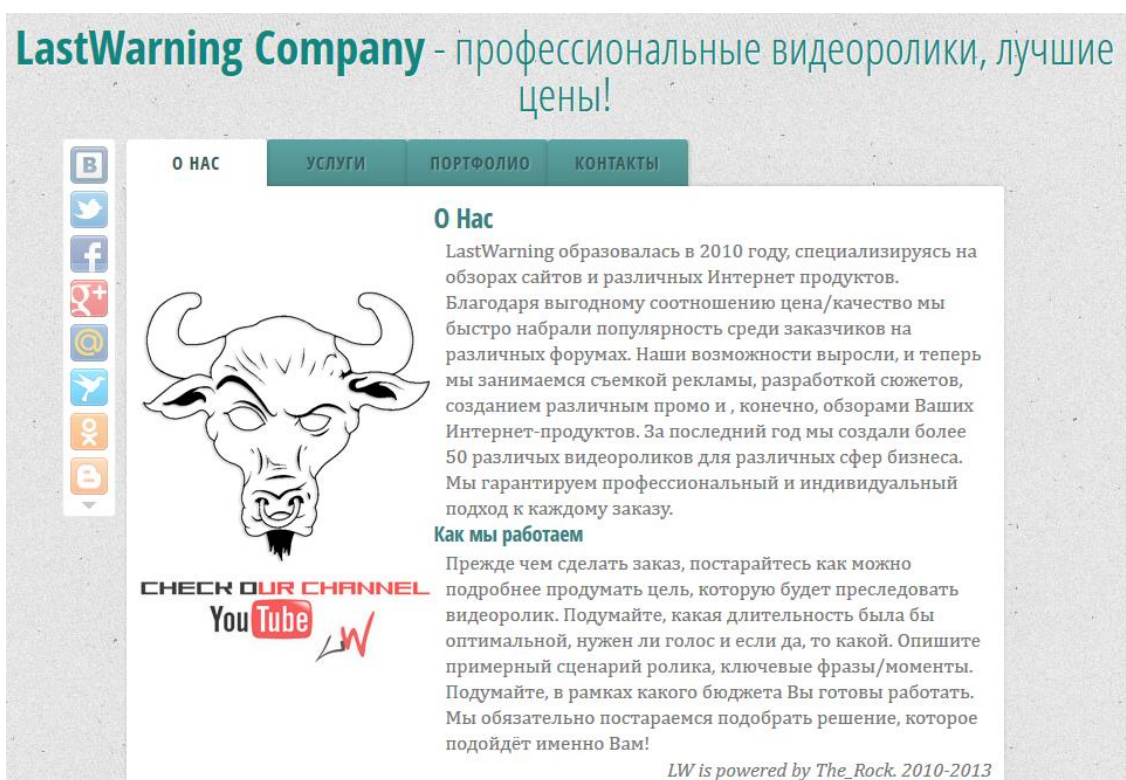 LastWarning Company - профессиональные видеоролики, лучшие
цены!
О НАС УСЛУГИ ПОРТФОЛИО КОНТАКТЫ
О Нас
LastWarning образовалась в 2010 году, специализируясь на
обзорах сайтов и различных Интернет продуктов.
Благодаря выгодному соотношению цена/качество мы
быстро набрали популярность среди заказчиков на
различных форумах. Наши возможности выросли, и теперь
мы занимаемся съемкой рекламы, разработкой сюжетов,
созданием различным промо и , конечно, обзорами Ваших
Интернет-продуктов. За последний год мы создали более
50 различых видеороликов для различных сфер бизнеса.
Мы гарантируем профессиональный и индивидуальный
подход к каждому заказу.
Как мы работаем
Прежде чем сделать заказ, постарайтесь как можно
подробнее продумать цель, которую будет преследовать
видеоролик. Подумайте, какая длительность была бы
оптимальной, нужен ли голос и если да, то какой. Опишите
примерный сценарий ролика, ключевые фразы/моменты.
Подумайте, в рамках какого бюджета Вы готовы работать.
Мы обязательно постараемся подобрать решение, которое
подойдёт именно Вам!
LW is powered by The_Rock. 2010-2013
CHECK OUR CHANNEL
YouTube
LW